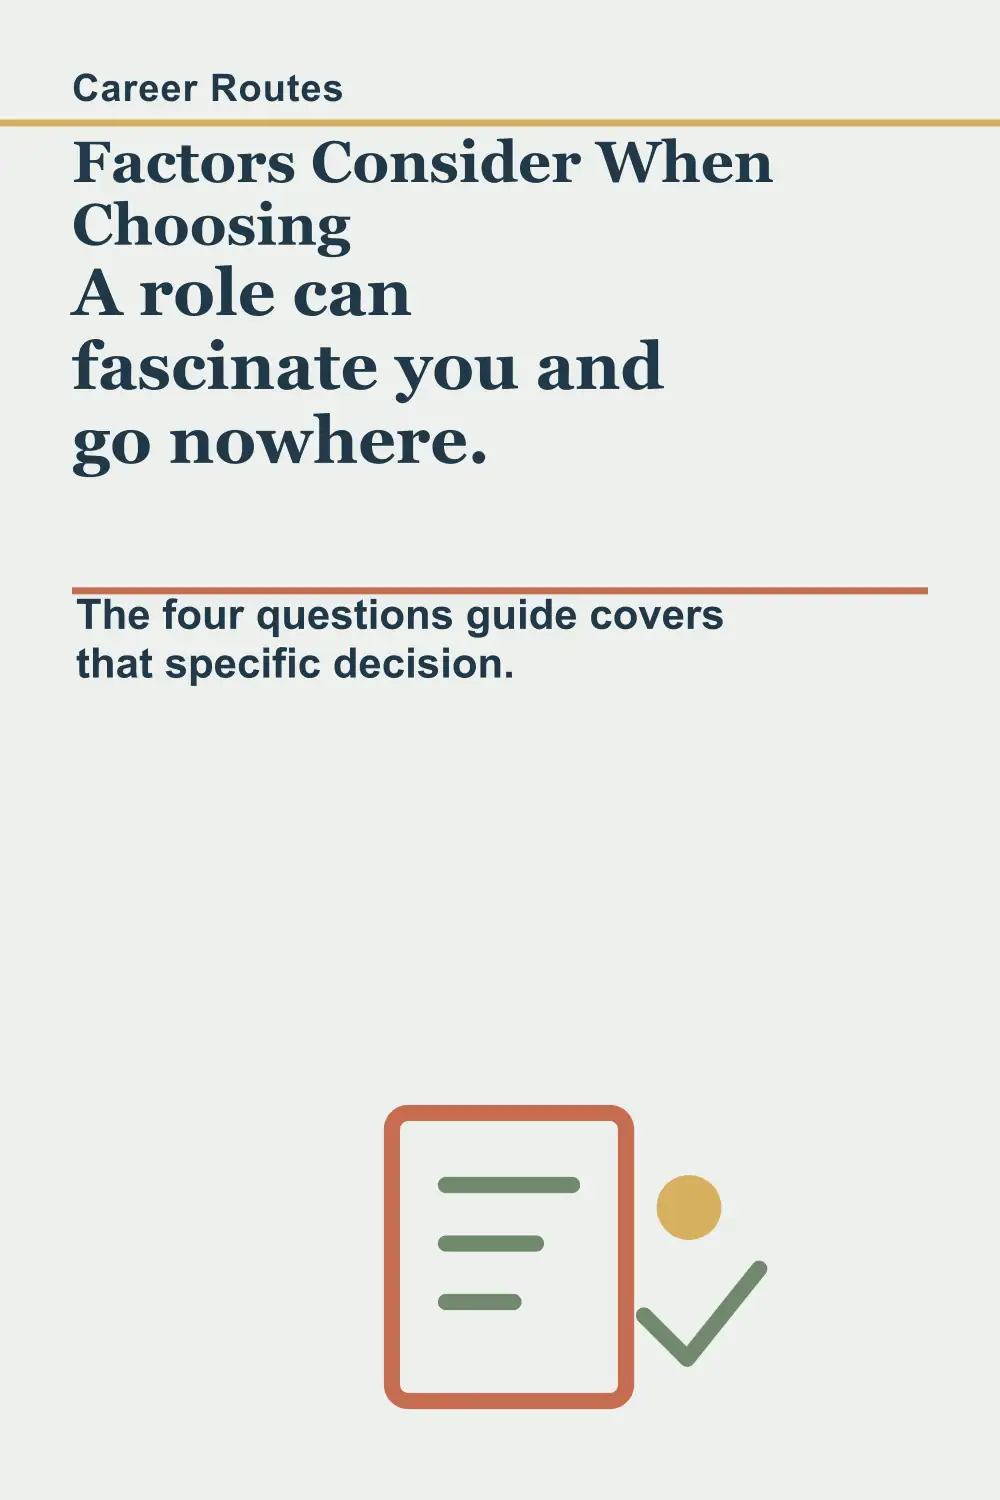 Career Routes
Factors Consider When
Choosing
A role can
fascinate you and
go nowhere.
The four questions guide covers
that specific decision.